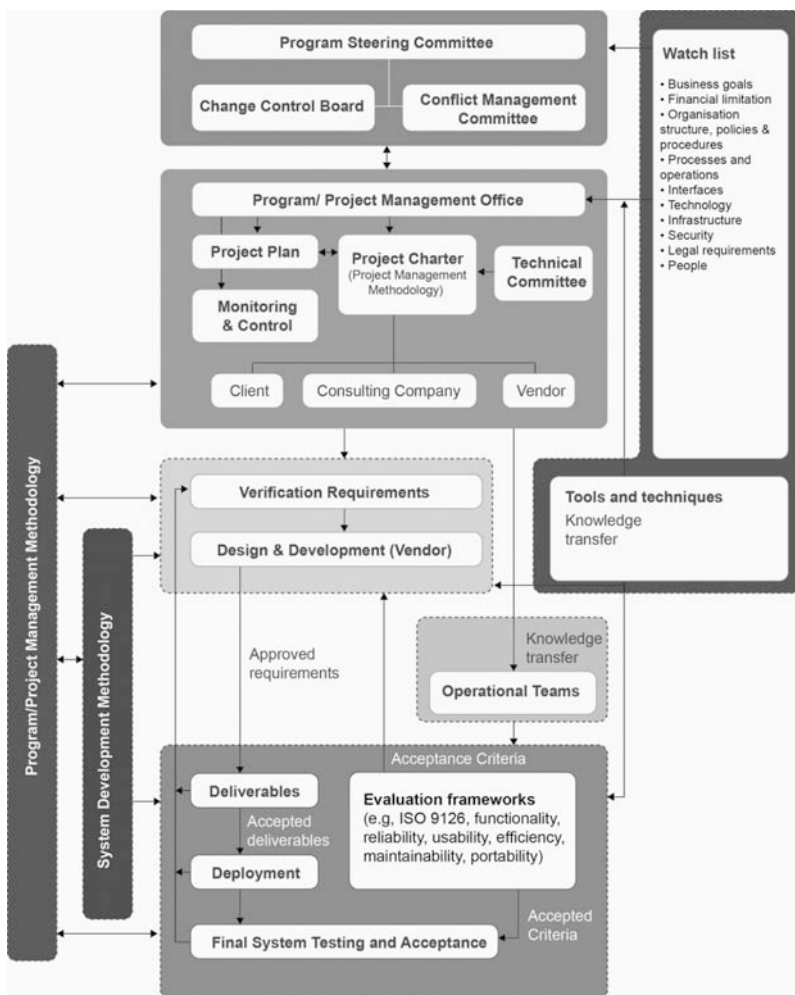 Program Steering Committee
Change Control Board
Conflict Management
Committee
Watch list
• Business goals
• Financial limitation
• Organisation
structure, policies &
procedures
• Processes and
operations
• Interfaces
• Technology
• Infrastructure
• Security
• Legal requirements
• People
Program/ Project Management Office
Project Plan
Project Charter
(Project Management
Methodology)
Technical
Committee
Monitoring
& Control
Client
Consulting Company
Vendor
Program/Project Management Methodology
System Development Methodology
Verification Requirements
Design & Development (Vendor)
Tools and techniques
Knowledge
transfer
Approved
requirements
Knowledge
transfer
Operational Teams
Acceptance Criteria
Deliverables
Accepted
deliverables
Deployment
Evaluation frameworks
(e.g, ISO 9126, functionality,
reliability, usability, efficiency,
maintainability, portability)
Accepted
Criteria
Final System Testing and Acceptance